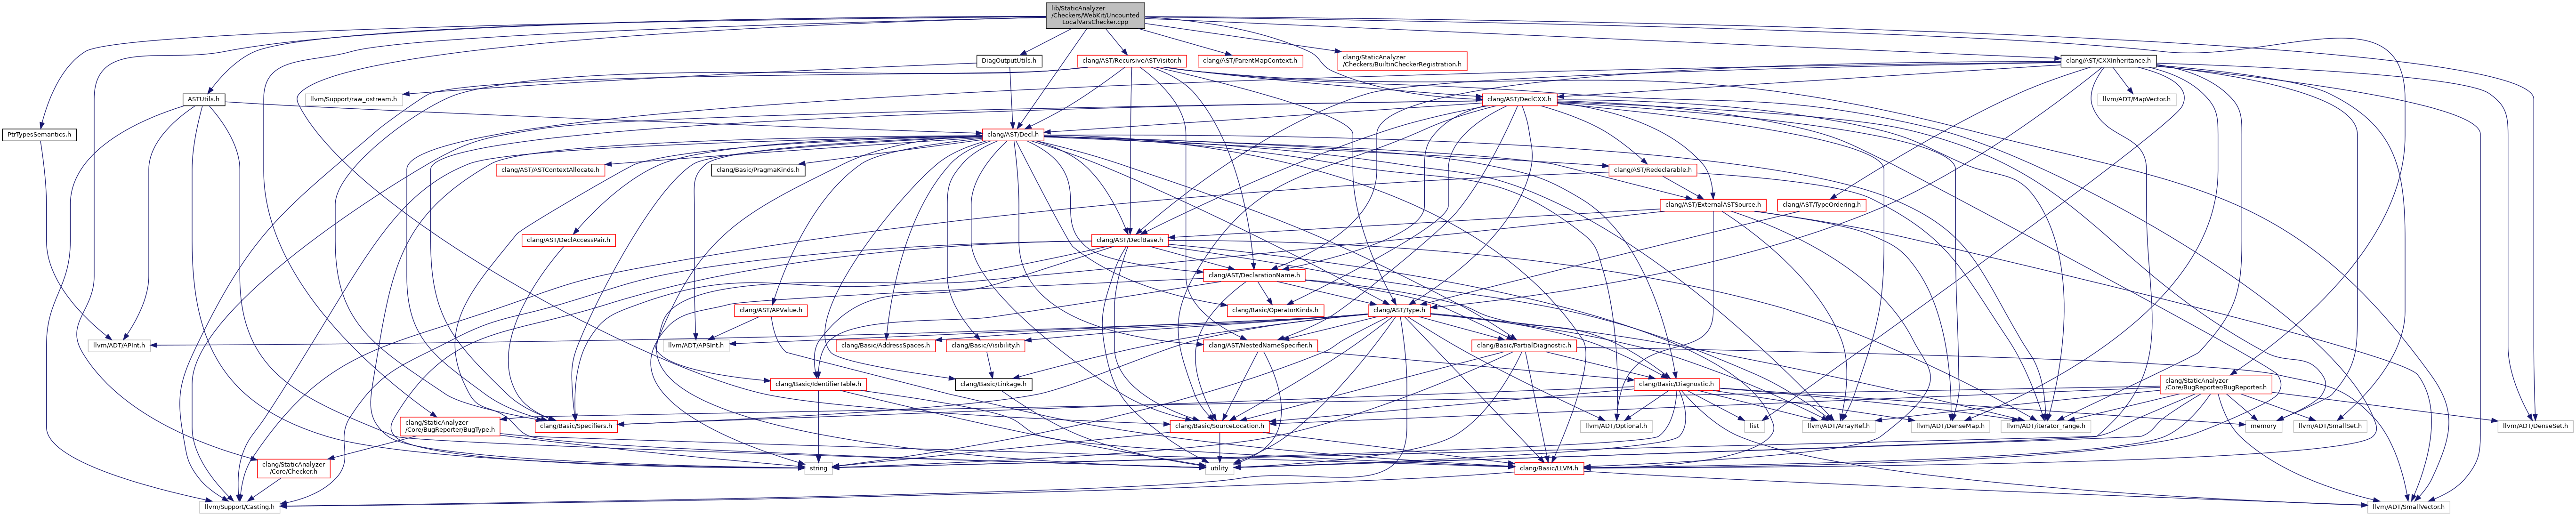 lib/StaticAnalyzer
/Checkers/WebKit/Uncounted
LocalVarsChecker.cpp
DiagOutputUtils.h
clang/AST/RecursiveASTVisitor.h
clang/AST/ParentMapContext.h
clang/StaticAnalyzer
/Checkers/BuiltinCheckerRegistration.h
clang/AST/CXXInheritance.h
ASTUtils.h
llvm/Support/raw_ostream.h
clang/AST/DeclCXX.h
llvm/ADT/MapVector.h
PtrTypesSemantics.h
clang/AST/Decl.h
clang/AST/ASTContextAllocate.h
clang/Basic/PragmaKinds.h
clang/AST/Redeclarable.h
clang/AST/ExternalASTSource.h
clang/AST/TypeOrdering.h
clang/AST/DeclAccessPair.h
clang/AST/DeclBase.h
clang/AST/DeclarationName.h
clang/AST/APValue.h
clang/Basic/OperatorKinds.h
clang/AST/Type.h
llvm/ADT/APInt.h
llvm/ADT/APSInt.h
clang/Basic/AddressSpaces.h
clang/Basic/Visibility.h
clang/AST/NestedNameSpecifier.h
clang/Basic/PartialDiagnostic.h
clang/Basic/IdentifierTable.h
clang/Basic/Linkage.h
clang/Basic/Diagnostic.h
clang/StaticAnalyzer
/Core/BugReporter/BugReporter.h
clang/StaticAnalyzer
/Core/BugReporter/BugType.h
clang/Basic/Specifiers.h
clang/Basic/SourceLocation.h
llvm/ADT/Optional.h
list
llvm/ADT/ArrayRef.h
llvm/ADT/DenseMap.h
llvm/ADT/iterator_range.h
memory
llvm/ADT/SmallSet.h
llvm/ADT/DenseSet.h
clang/StaticAnalyzer
/Core/Checker.h
string
utility
clang/Basic/LLVM.h
llvm/Support/Casting.h
llvm/ADT/SmallVector.h